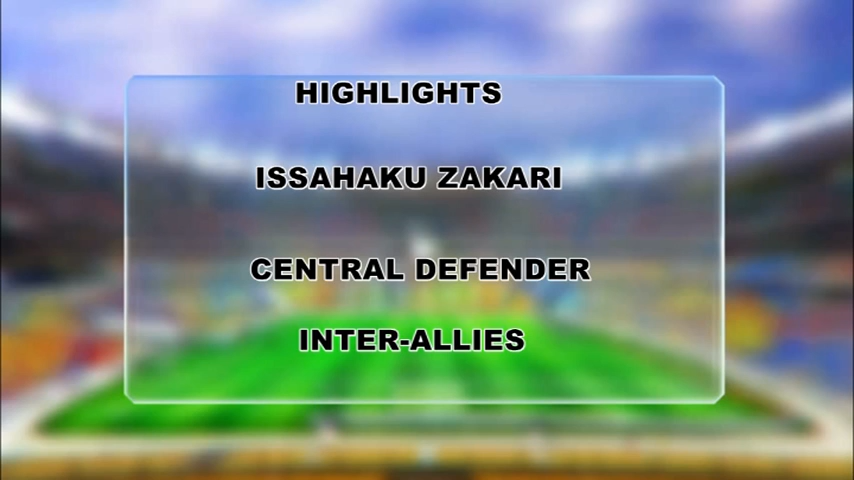 HIGHLIGHTS
ISSAHAKU ZAKARI
CENTRAL DEFENDER
INTER-ALLIES